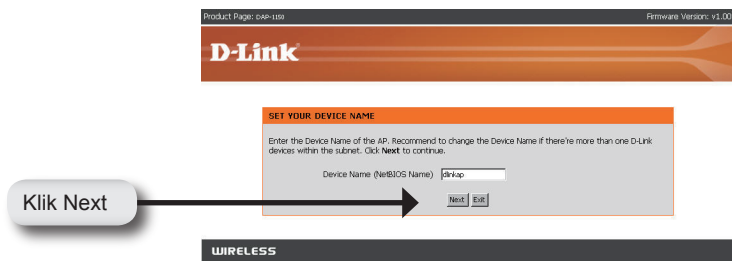 Product Page: DAP-1150 Firmware Version: v1.00
D-Link
SET YOUR DEVICE NAME
Enter the Device Name of the AP. Recommend to change the Device Name if there're more than one D-Link
devices within the subnet. Click Next to continue.
Device Name (NetBIOS Name) dlinkap
Klik Next
Next Exit
WIRELESS